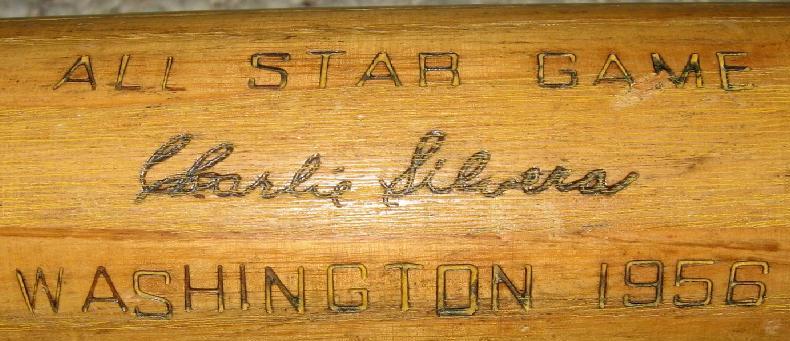 ALL STAR GAME
Charlie Silvera
WASHINGTON 1956